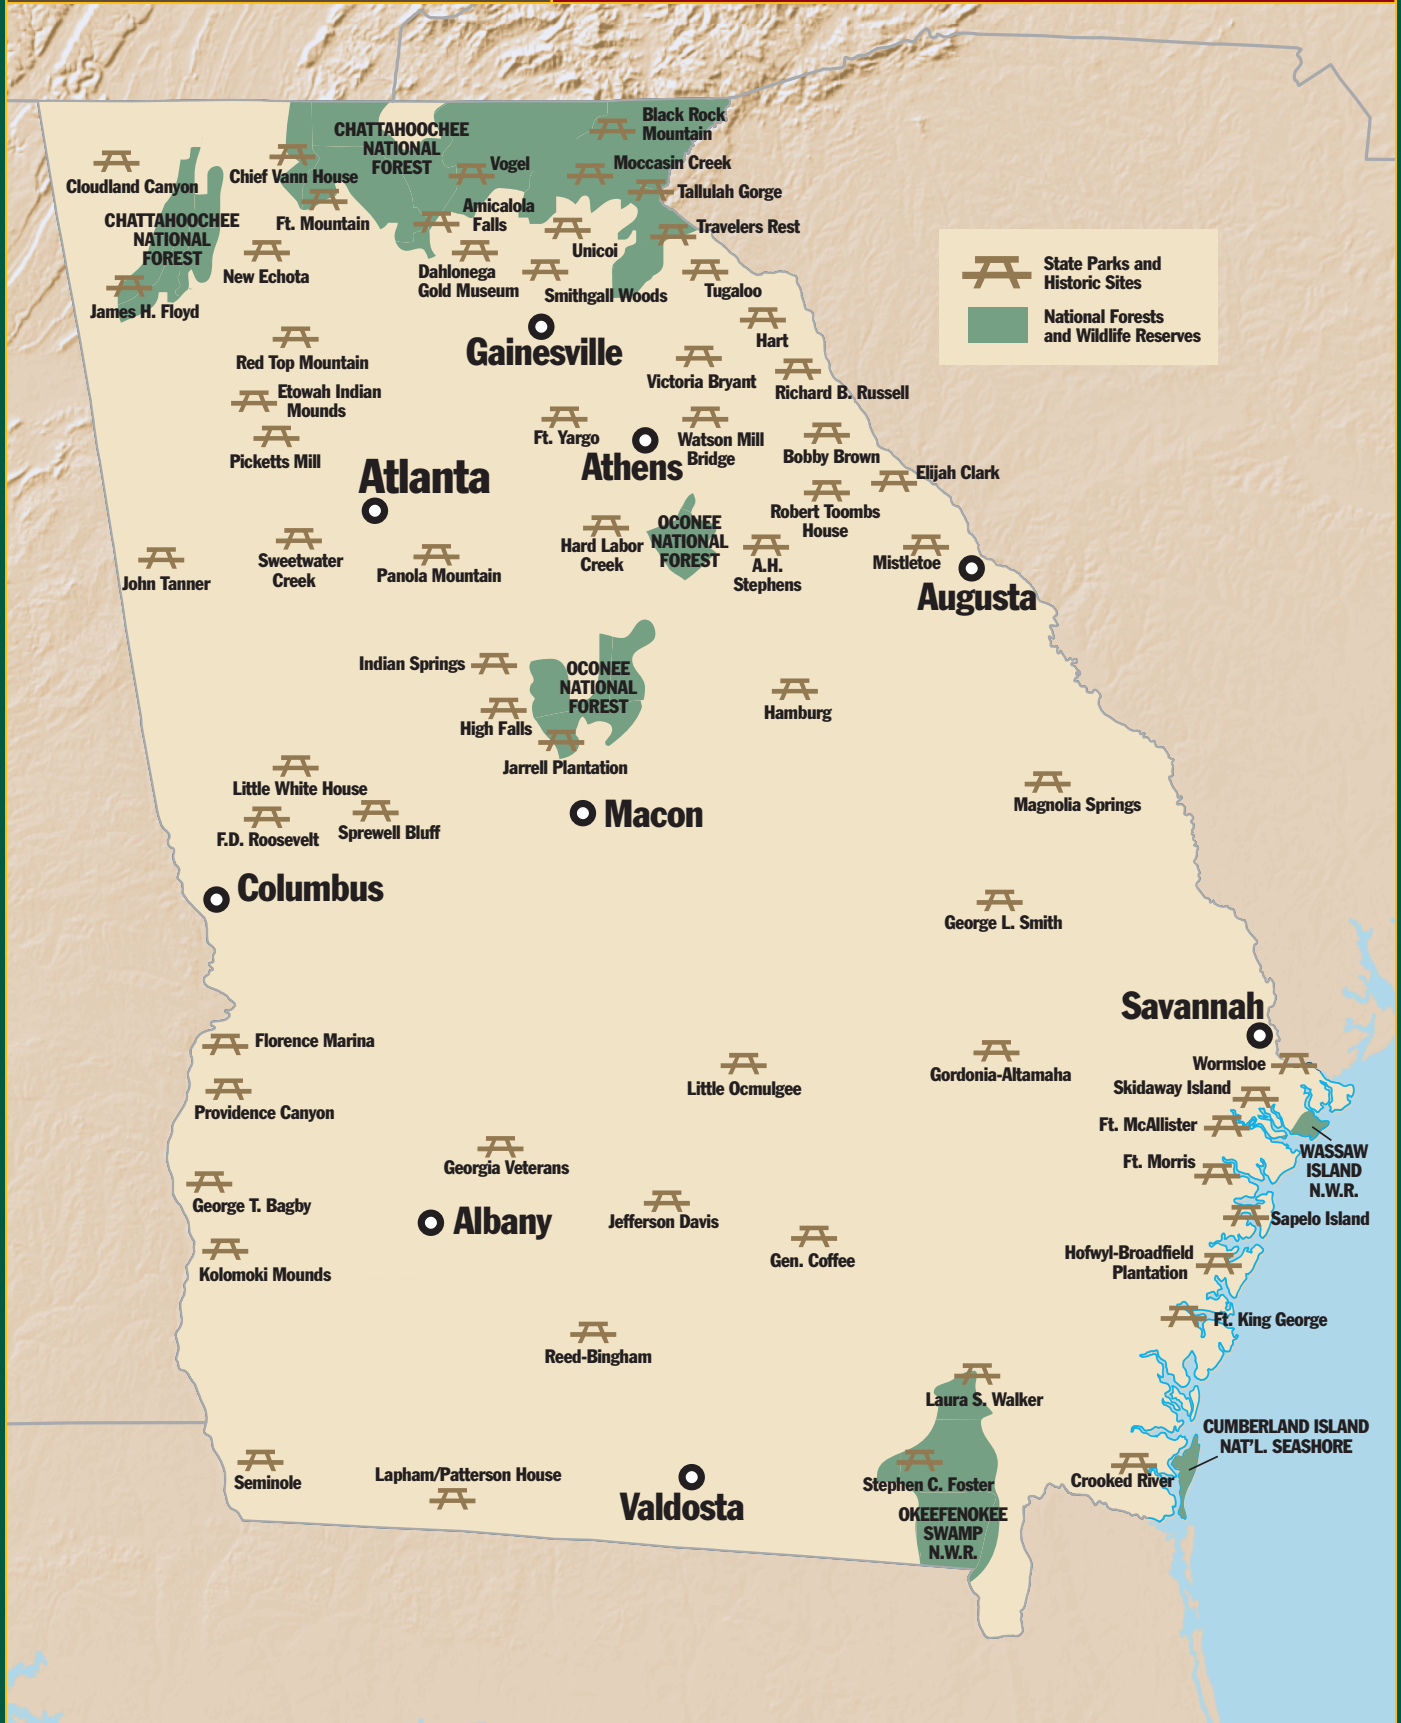 Black Rock
Mountain
CHATTAHOOCHEE
NATIONAL
FOREST
Vogel
Moccasin Creek
Cloudland Canyon
Chief Vann House
Tallulah Gorge
CHATTAHOOCHEE
NATIONAL
FOREST
Ft. Mountain
Amicalola
Falls
Travelers Rest
Unicoi
New Echota
Dahlonega
Gold Museum
Smithgall Woods
Tugaloo
James H. Floyd
State Parks and
Historic Sites
National Forests
and Wildlife Reserves
Gainesville
Hart
Red Top Mountain
Victoria Bryant
Richard B. Russell
Etowah Indian
Mounds
Ft. Yargo
Watson Mill
Bridge
Athens
Bobby Brown
Picketts Mill
Atlanta
Elijah Clark
Robert Toombs
House
OCONEE
NATIONAL
FOREST
Hard Labor
Creek
A.H.
Stephens
Mistletoe
Sweetwater
Creek
Panola Mountain
John Tanner
Augusta
Indian Springs
OCONEE
NATIONAL
FOREST
Hamburg
High Falls
Jarrell Plantation
Little White House
Magnolia Springs
Macon
Sprewell Bluff
F.D. Roosevelt
Columbus
George L. Smith
Savannah
Florence Marina
Wormsloe
Gordonia-Altamaha
Little Ocmulgee
Skidaway Island
Providence Canyon
Ft. McAllister
WASSAW
ISLAND
N.W.R.
Ft. Morris
Georgia Veterans
George T. Bagby
Albany
Jefferson Davis
Sapelo Island
Gen. Coffee
Hofwyl-Broadfield
Plantation
Kolomoki Mounds
Ft. King George
Reed-Bingham
Laura S. Walker
CUMBERLAND ISLAND
NAT'L. SEASHORE
Seminole
Lapham/Patterson House
Valdosta
Stephen C. Foster
Crooked River
OKEEFENOKEE
SWAMP
N.W.R.